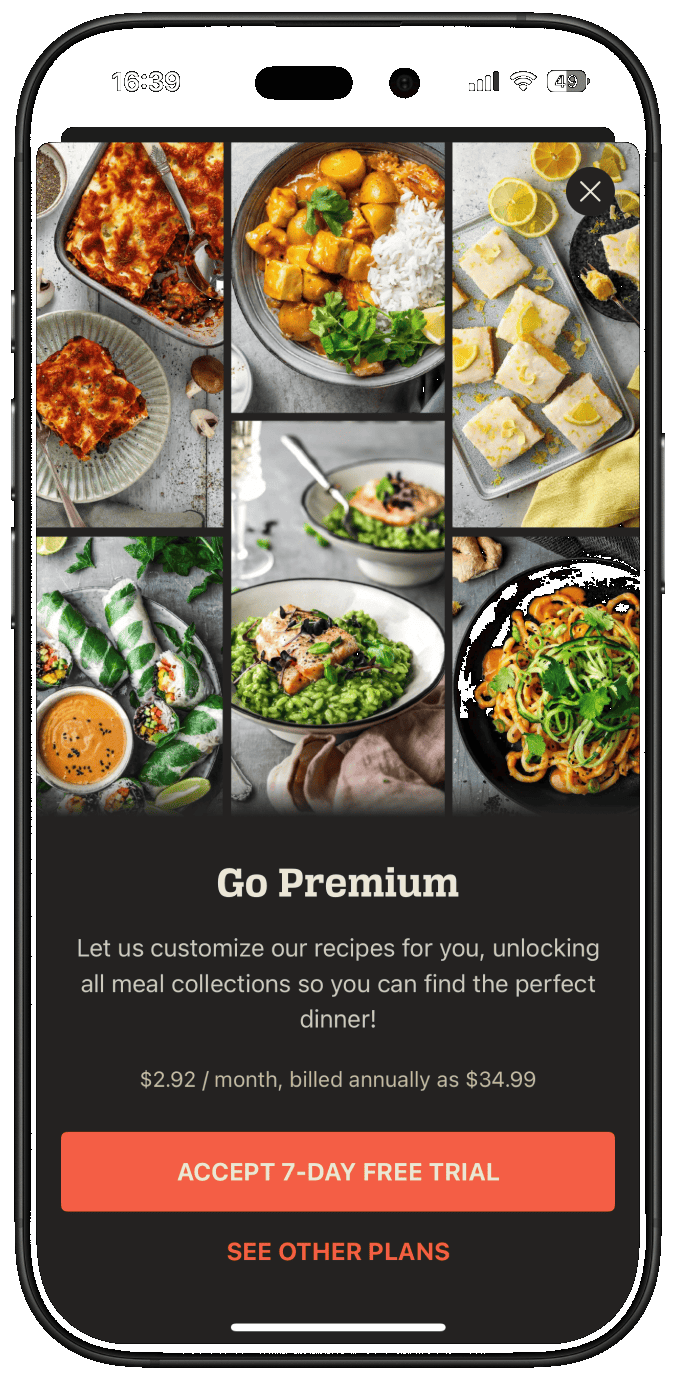 16:39
49
Go Premium
Let us customize our recipes for you, unlocking
all meal collections so you can find the perfect
dinner!
$2.92 / month, billed annually as $34.99
ACCEPT 7-DAY FREE TRIAL
SEE OTHER PLANS